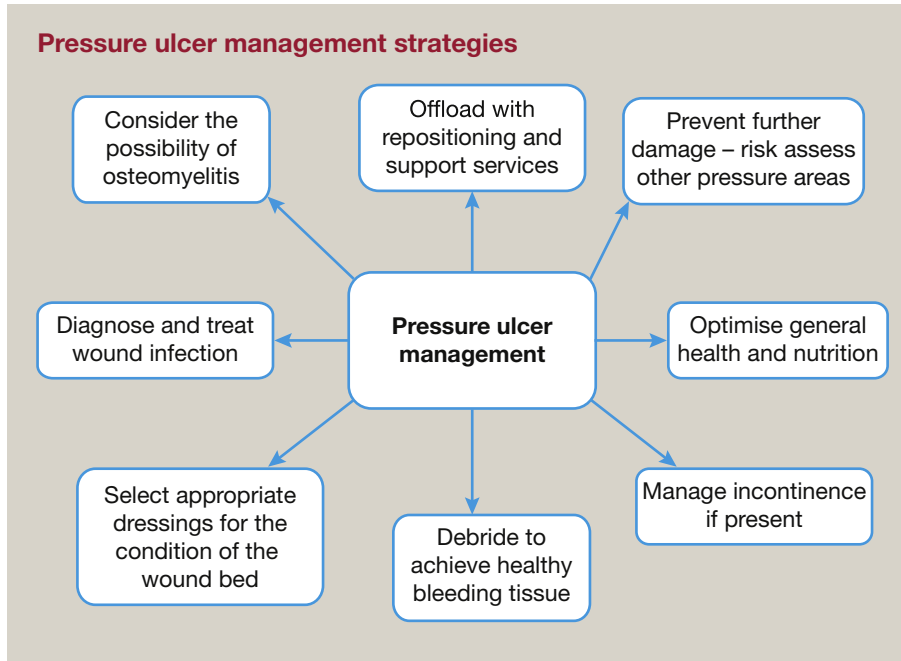 Pressure ulcer management strategies
Consider the
possibility of
osteomyelitis
Offload with
repositioning and
support services
Prevent further
damage – risk assess
other pressure areas
Diagnose and treat
wound infection
Pressure ulcer
management
Optimise general
health and nutrition
Select appropriate
dressings for the
condition of the
wound bed
Debride to
achieve healthy
bleeding tissue
Manage incontinence
if present